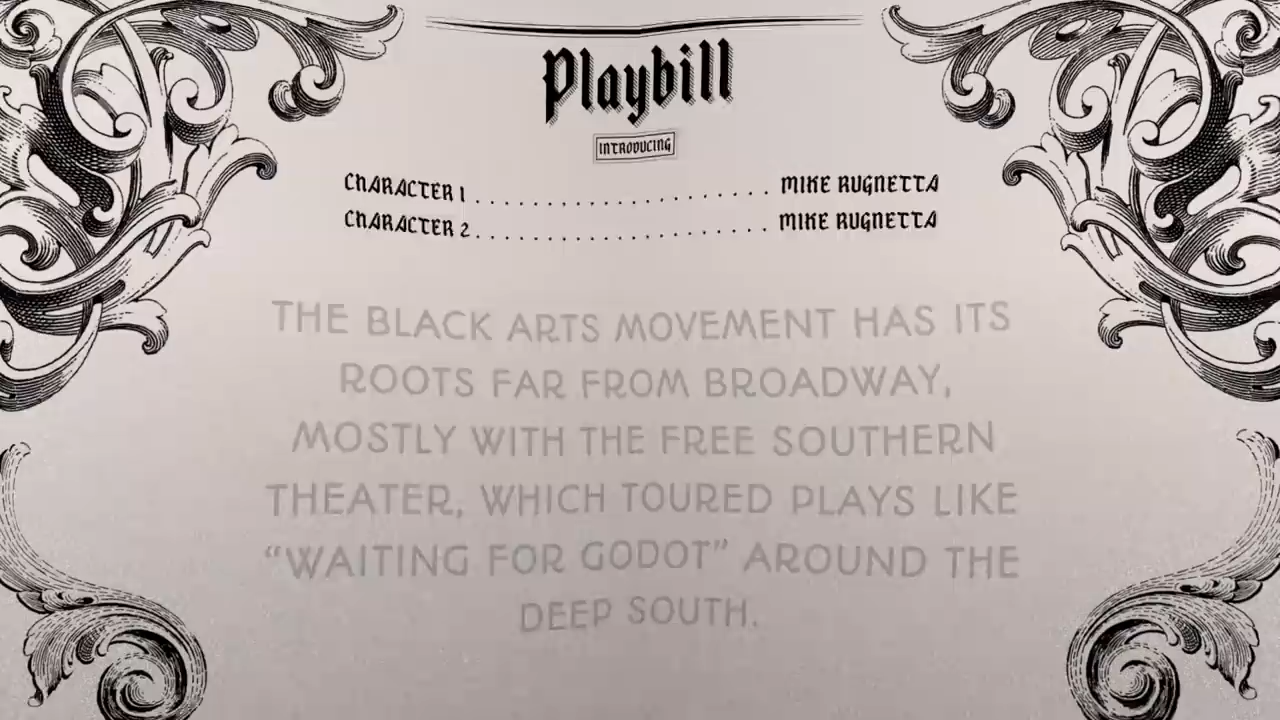 Playbill
INTRODUCING
CHARACTER 1 . . . . . . . . . . . . . . . . . . . . . . . . . MIKE RUGNETTA
CHARACTER 2 . . . . . . . . . . . . . . . . . . . . . . . . . MIKE RUGNETTA
THE BLACK ARTS MOVEMENT HAS ITS
ROOTS FAR FROM BROADWAY,
MOSTLY WITH THE FREE SOUTHERN
THEATER, WHICH TOURED PLAYS LIKE
“WAITING FOR GODOT” AROUND THE
DEEP SOUTH.